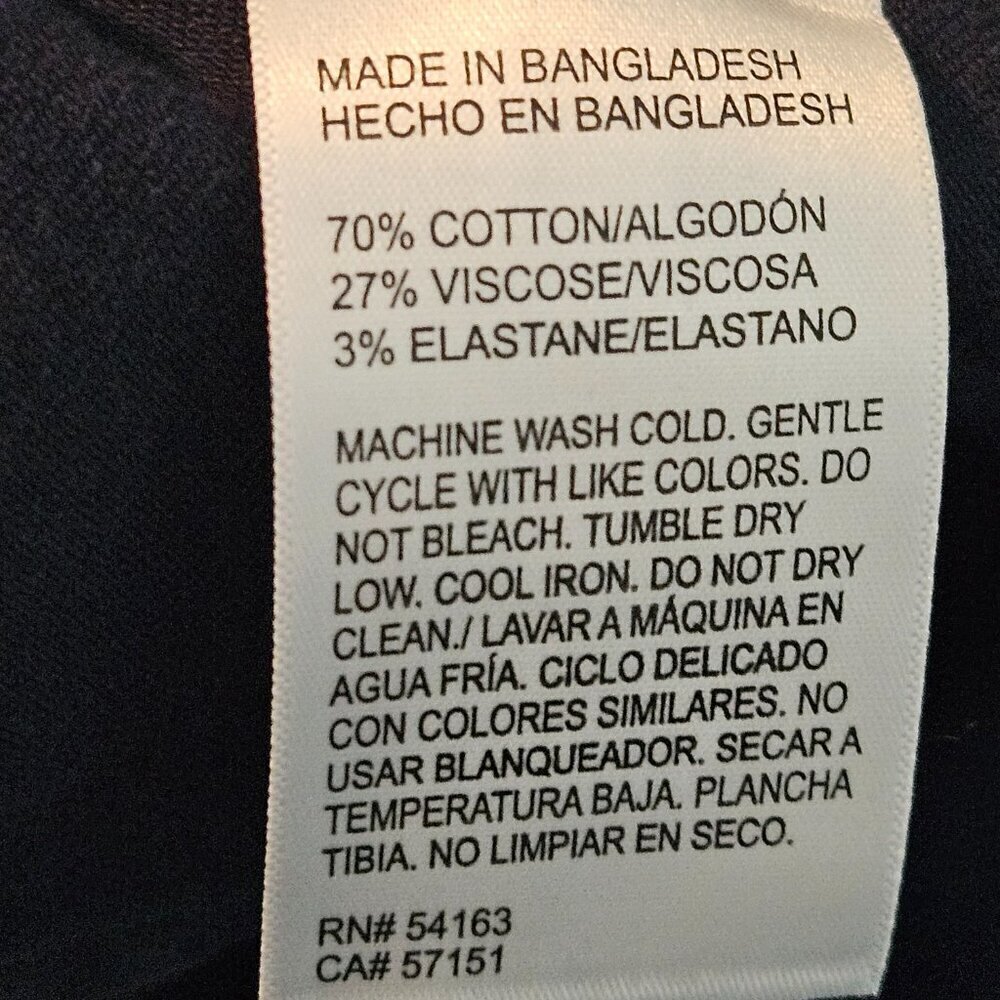 MADE IN BANGLADESH
HECHO EN BANGLADESH
70% COTTON/ALGODÓN
27% VISCOSE/VISCOSA
3% ELASTANE/ELASTANO
MACHINE WASH COLD. GENTLE
CYCLE WITH LIKE COLORS. DO
NOT BLEACH. TUMBLE DRY
LOW. COOL IRON. DO NOT DRY
CLEAN./ LAVAR A MÁQUINA EN
AGUA FRÍA. CICLO DELICADO
CON COLORES SIMILARES. NO
USAR BLANQUEADOR. SECAR A
TEMPERATURA BAJA. PLANCHA
TIBIA. NO LIMPIAR EN SECO.
RN# 54163
CA# 57151